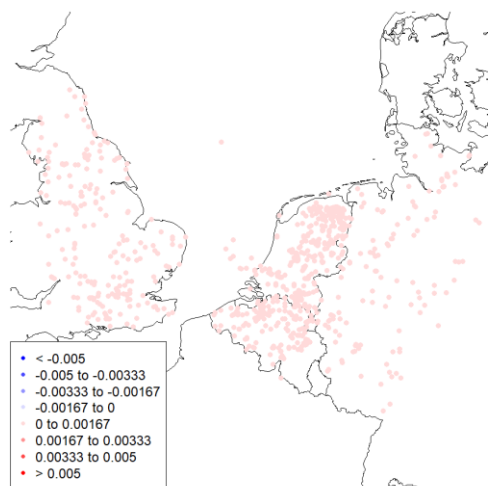 < -0.005
-0.005 to -0.00333
-0.00333 to -0.00167
-0.00167 to 0
0 to 0.00167
0.00167 to 0.00333
0.00333 to 0.005
> 0.005